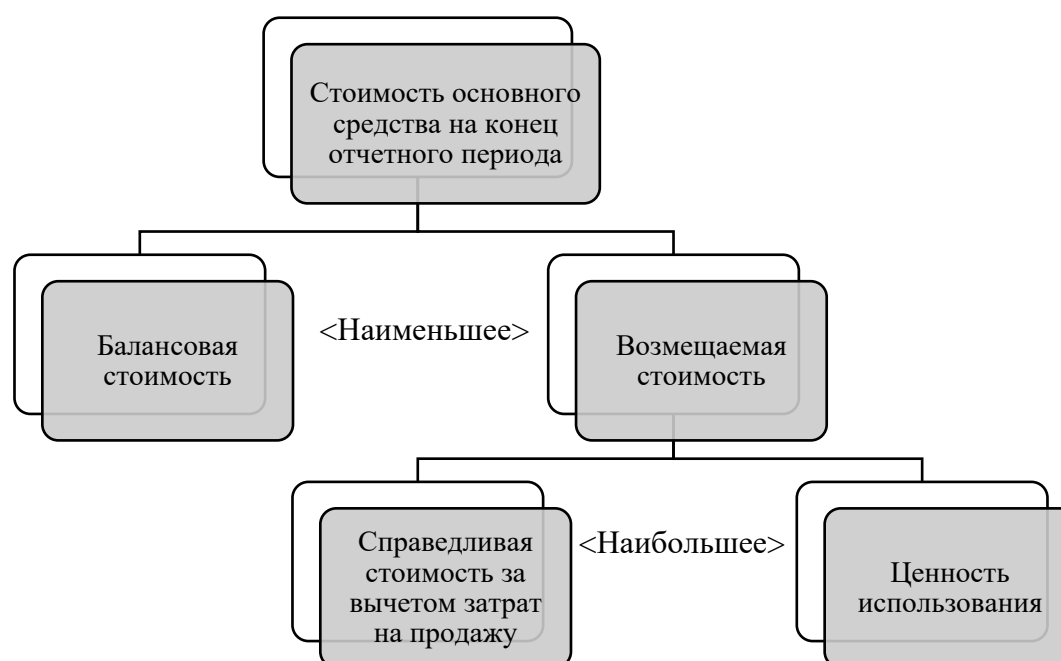 Стоимость основного
средства на конец
отчетного периода
Балансовая
стоимость
<Наименьшее>
Возмещаемая
стоимость
Справедливая
стоимость за
вычетом затрат
на продажу
<Наибольшее>
Ценность
использования